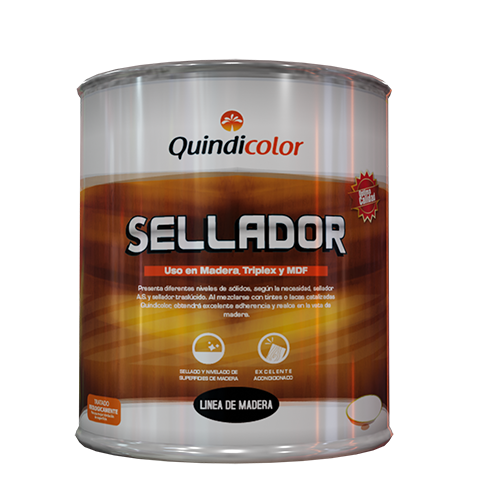 Quindicolor
Calidad
SELLADOR
Uso en Madera, Triplex y MDF
Presenta diferentes niveles de sólidos, según la necesidad, sellador
A.S. y sellador traslúcido. Al mezclarse con tintes o lacas catalizadas
Quindicolor, obtendrá excelente adherencia y realce en la veta de
madera.
SELLADO Y NIVELADO DE
SUPERFICIES DE MADERA
EXCELENTE
ACONDICIONADO
LINEA DE MADERA